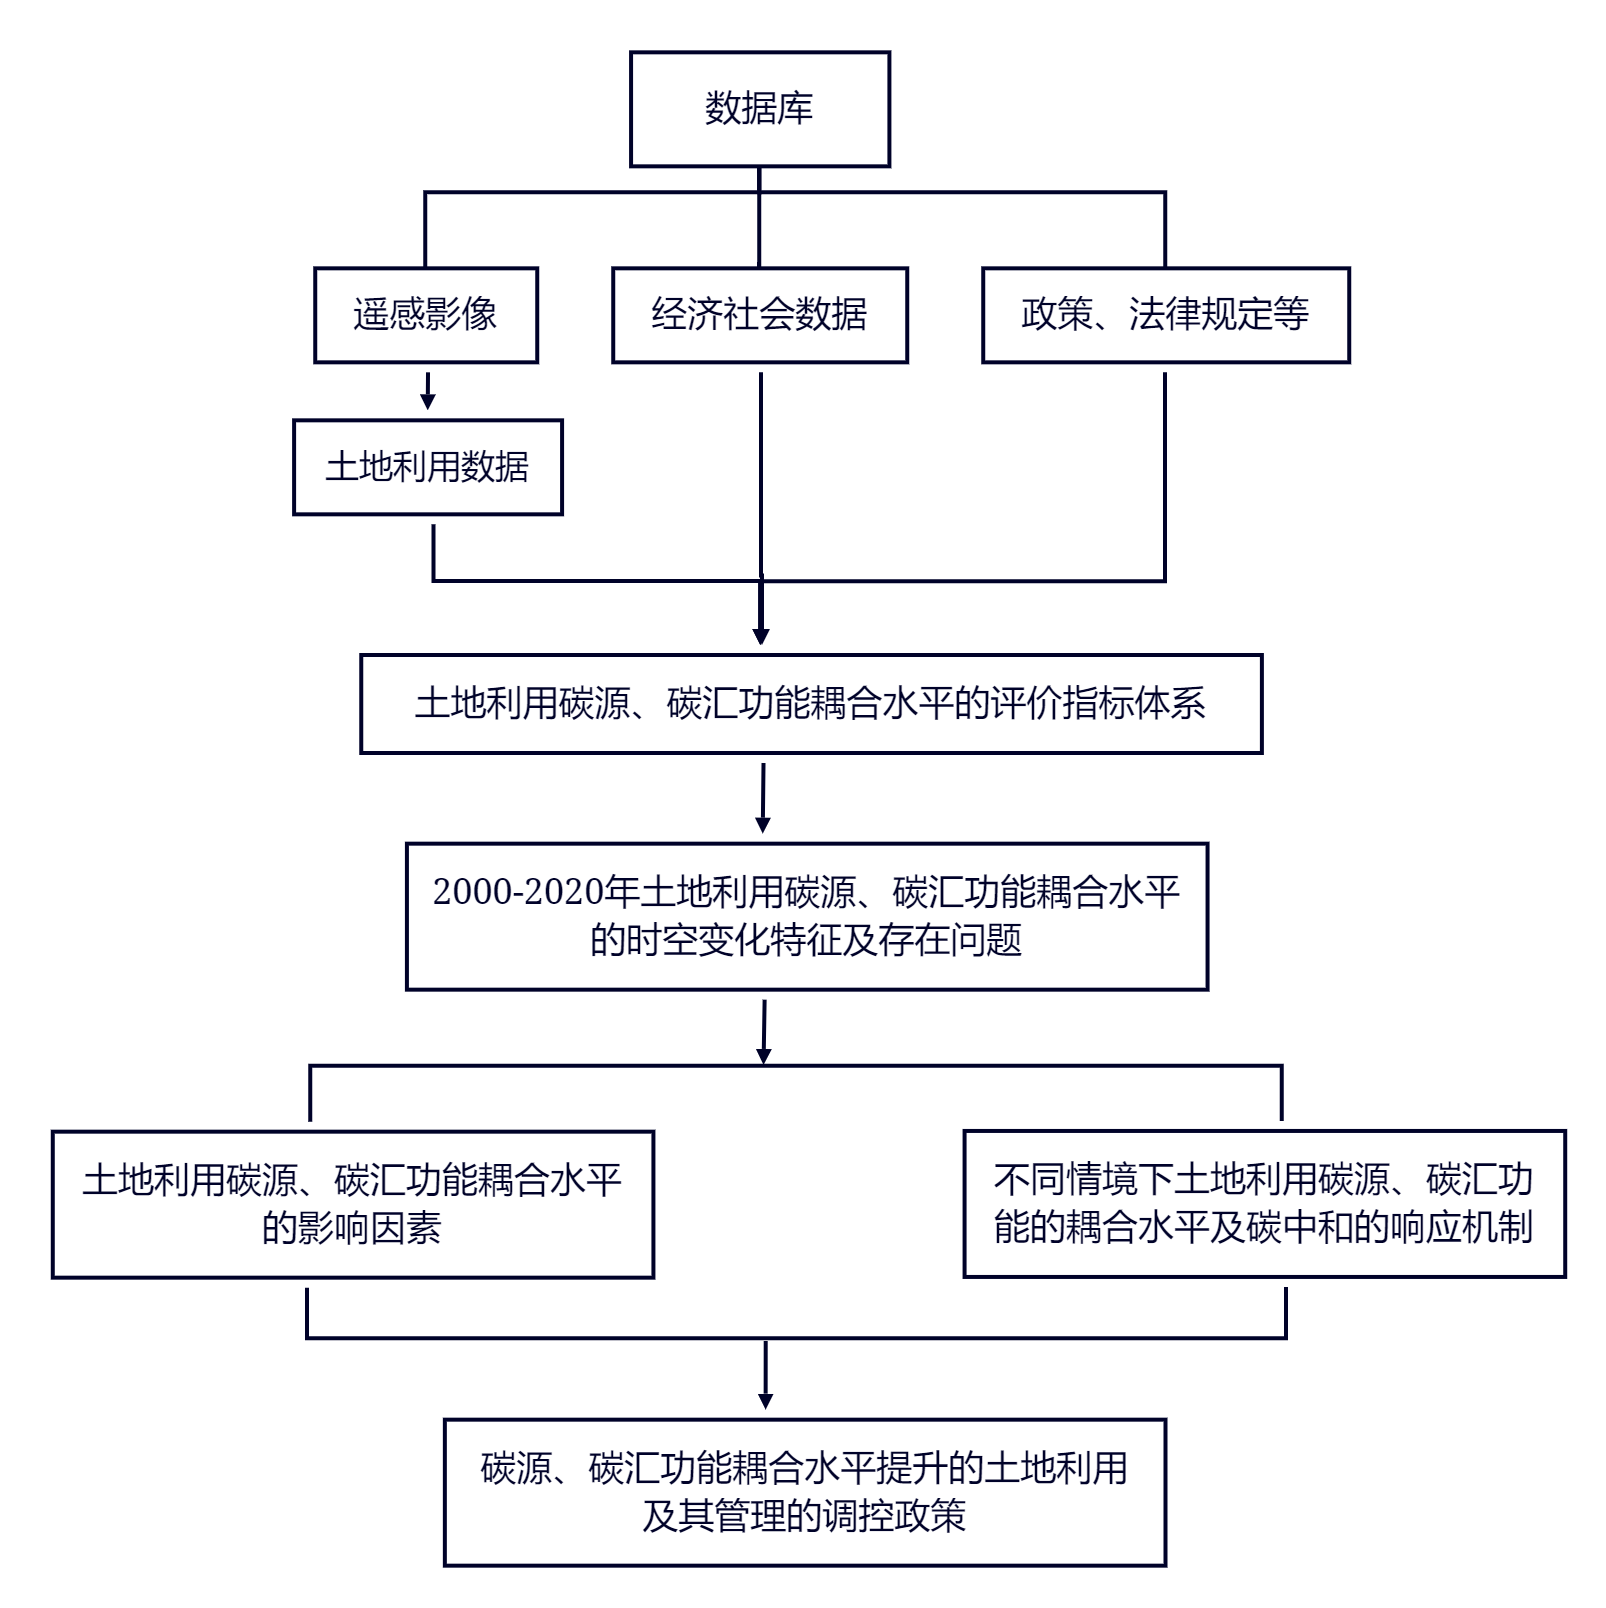 数据库
遥感影像
经济社会数据
政策、法律规定等
土地利用数据
土地利用碳源、碳汇功能耦合水平的评价指标体系
2000-2020年土地利用碳源、碳汇功能耦合水平
的时空变化特征及存在问题
土地利用碳源、碳汇功能耦合水平
的影响因素
不同情境下土地利用碳源、碳汇功
能的耦合水平及碳中和的响应机制
碳源、碳汇功能耦合水平提升的土地利用
及其管理的调控政策